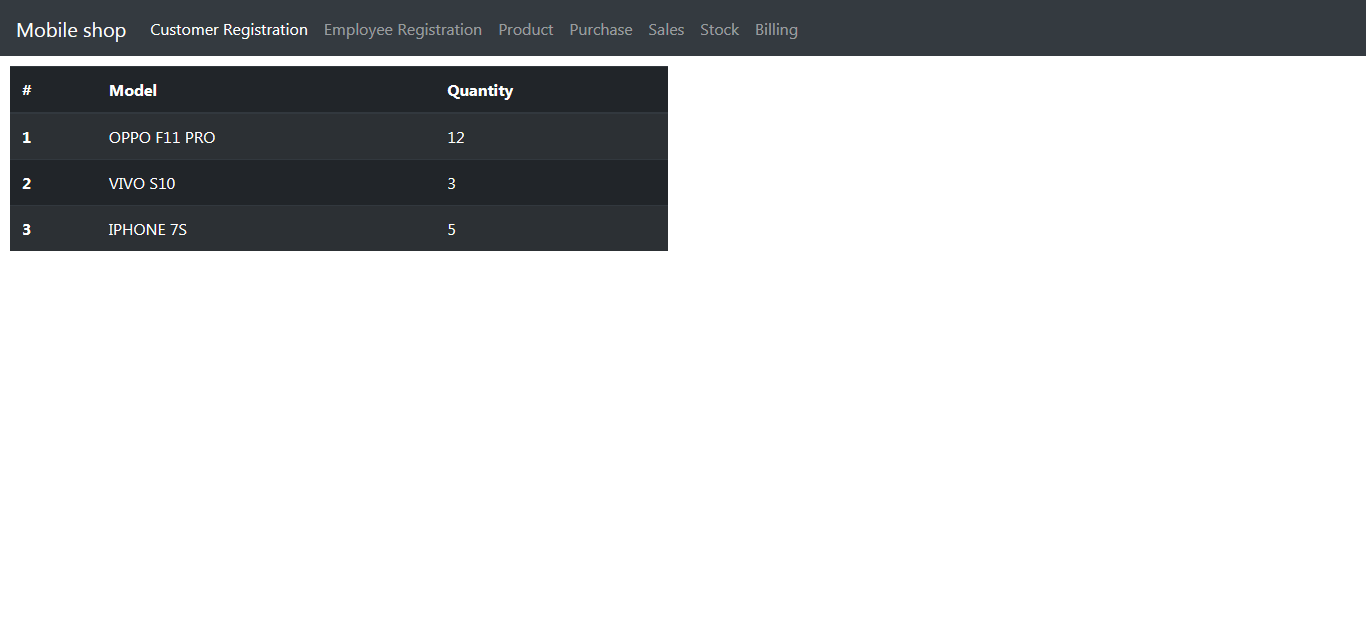 Mobile shop Customer Registration Employee Registration Product Purchase Sales Stock Billing
# Model Quantity
1 OPPO F11 PRO 12
2 VIVO S10 3
3 IPHONE 7S 5